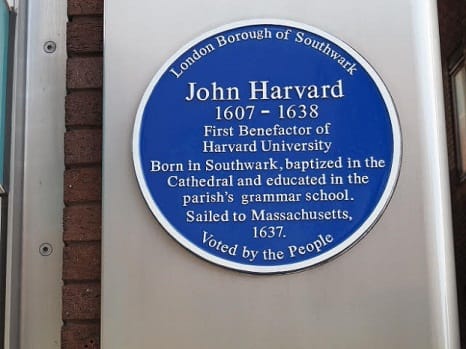 London Borough of Southwark
John Harvard
1607 - 1638
First Benefactor of
Harvard University
Born in Southwark, baptized in the
Cathedral and educated in the
parish's grammar school.
Sailed to Massachusetts,
1637.
Voted by the People